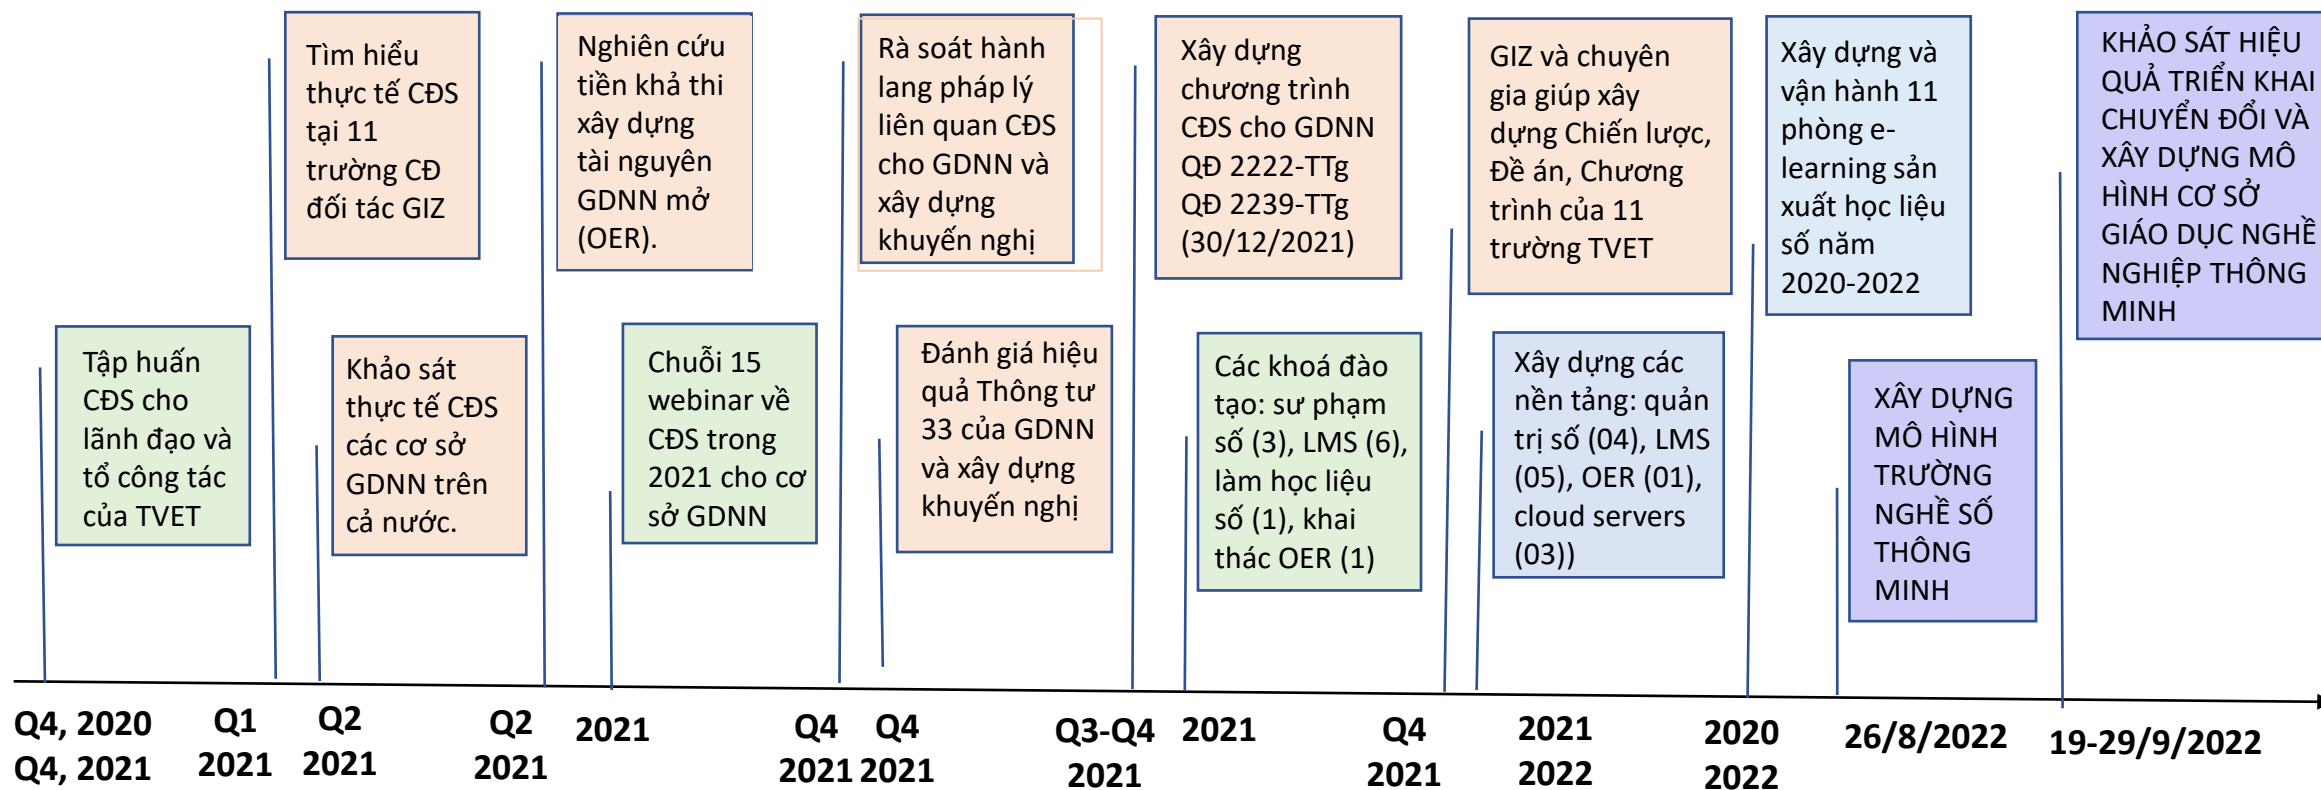 Tìm hiểu
thực tế CĐS
tại 11
trường CĐ
đối tác GIZ
Nghiên cứu
tiền khả thi
xây dựng
tài nguyên
GDNN mở
(OER).
Rà soát hành
lang pháp lý
liên quan CĐS
cho GDNN và
xây dựng
khuyến nghị
Xây dựng
chương trình
CĐS cho GDNN
QĐ 2222-TTg
QĐ 2239-TTg
(30/12/2021)
GIZ và chuyên
gia giúp xây
dựng Chiến lược,
Đề án, Chương
trình của 11
trường TVET
Xây dựng và
vận hành 11
phòng e-
learning sản
xuất học liệu
số năm
2020-2022
KHẢO SÁT HIỆU
QUẢ TRIỂN KHAI
CHUYỂN ĐỔI VÀ
XÂY DỰNG MÔ
HÌNH CƠ SỞ
GIÁO DỤC NGHỀ
NGHIỆP THÔNG
MINH
Tập huấn
CĐS cho
lãnh đạo và
tổ công tác
của TVET
Khảo sát
thực tế CĐS
các cơ sở
GDNN trên
cả nước.
Chuỗi 15
webinar về
CĐS trong
2021 cho cơ
sở GDNN
Đánh giá hiệu
quả Thông tư
33 của GDNN
và xây dựng
khuyến nghị
Các khoá đào
tạo: sư phạm
số (3), LMS (6),
làm học liệu
số (1), khai
thác OER (1)
Xây dựng các
nền tảng: quản
trị số (04), LMS
(05), OER (01),
cloud servers
(03))
XÂY DỰNG
MÔ HÌNH
TRƯỜNG
NGHỀ SỐ
THÔNG
MINH
Q4, 2020
Q4, 2021
Q1
2021
Q2
2021
Q2
2021
2021
Q4
2021
Q4
2021
Q3-Q4
2021
2021
Q4
2021
2021
2022
2020
2022
26/8/2022
19-29/9/2022